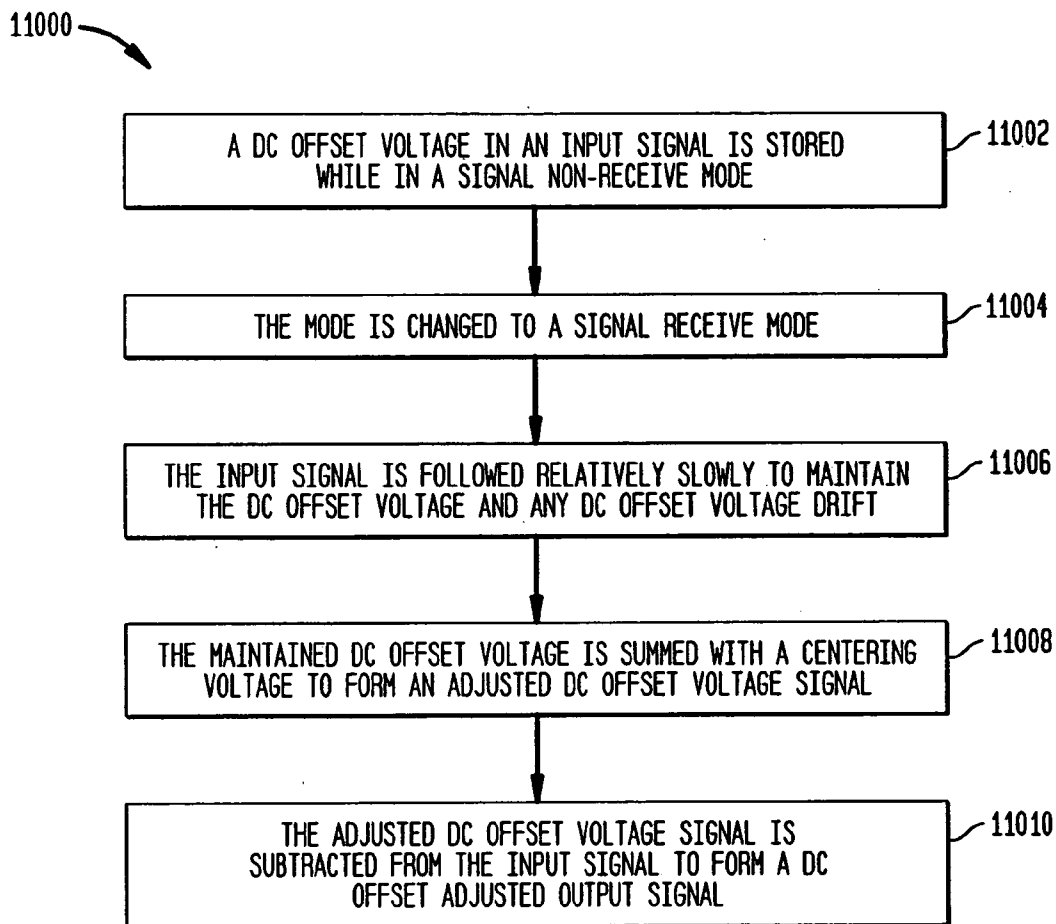 11000
A DC OFFSET VOLTAGE IN AN INPUT SIGNAL IS STORED
WHILE IN A SIGNAL NON-RECEIVE MODE
11002
THE MODE IS CHANGED TO A SIGNAL RECEIVE MODE
11004
THE INPUT SIGNAL IS FOLLOWED RELATIVELY SLOWLY TO MAINTAIN
THE DC OFFSET VOLTAGE AND ANY DC OFFSET VOLTAGE DRIFT
11006
THE MAINTAINED DC OFFSET VOLTAGE IS SUMMED WITH A CENTERING
VOLTAGE TO FORM AN ADJUSTED DC OFFSET VOLTAGE SIGNAL
11008
THE ADJUSTED DC OFFSET VOLTAGE SIGNAL IS
SUBTRACTED FROM THE INPUT SIGNAL TO FORM A DC
OFFSET ADJUSTED OUTPUT SIGNAL
11010